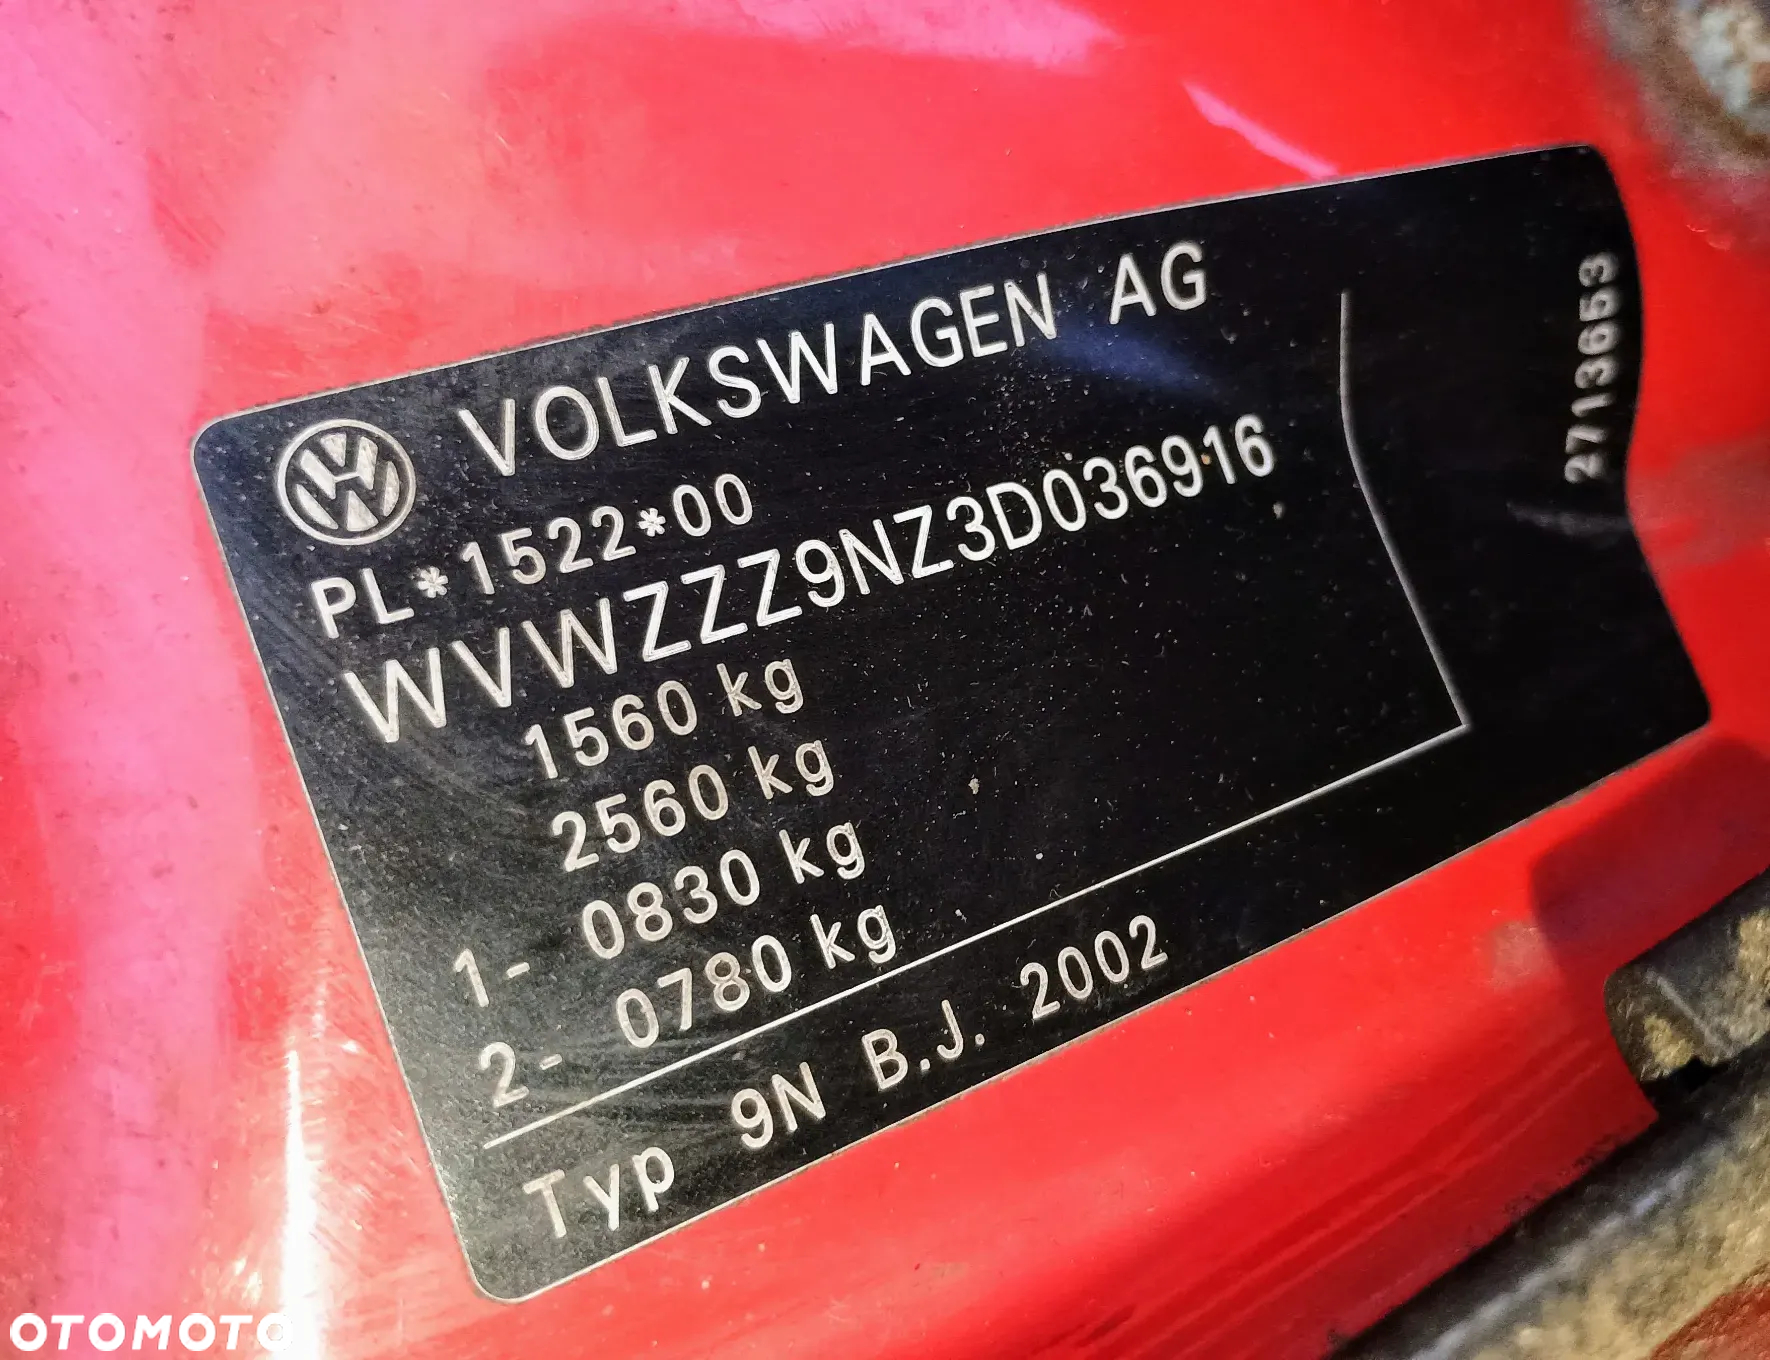 VOLKSWAGEN AG
PL*1522*00
WVWZZZ9NZ3D036916
1560 kg
2560 kg
1- 0830 kg
2- 0780 kg
Typ 9N B.J. 2002
2713653
OTOMOTO